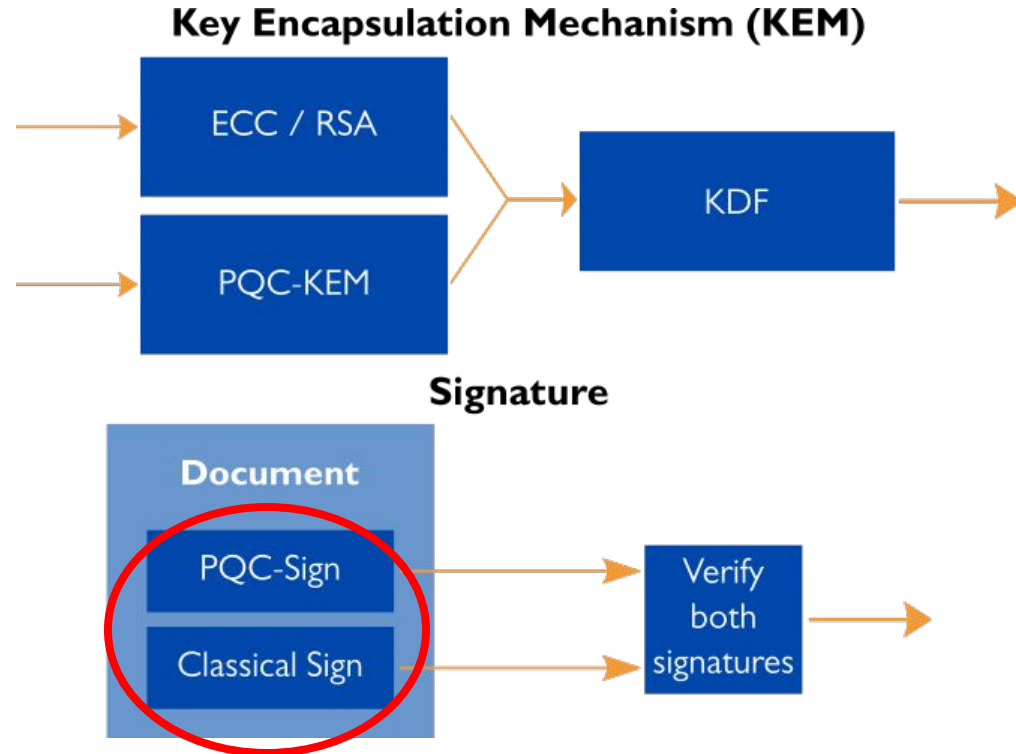 Key Encapsulation Mechanism (KEM)
ECC / RSA
KDF
PQC-KEM
Signature
Document
PQC-Sign
Classical Sign
Verify
both
signatures